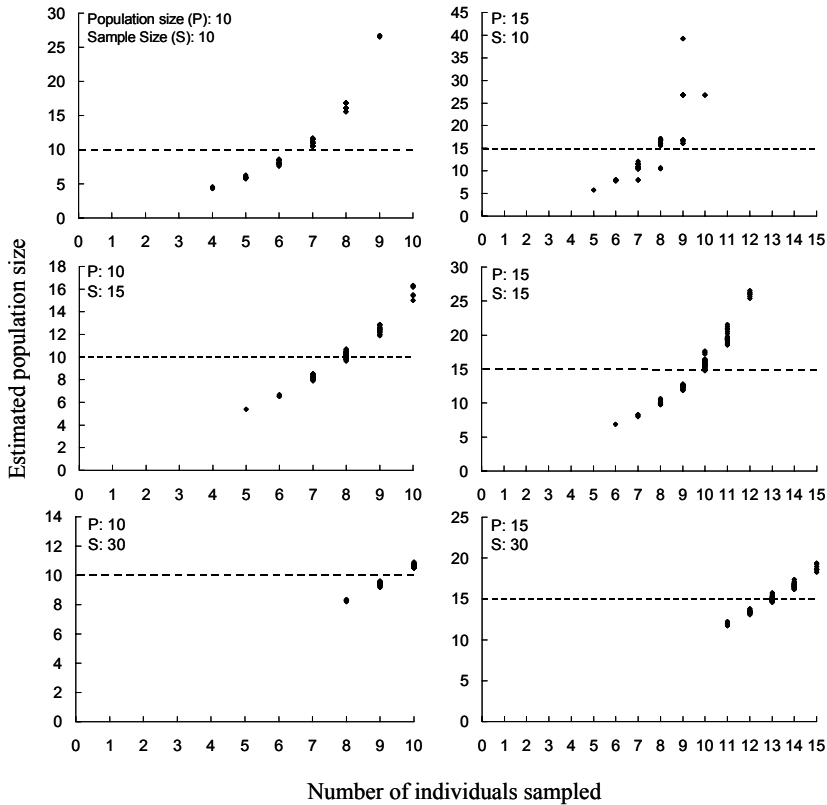 Population size (P): 10
Sample Size (S): 10
30
25
20
15
10
5
0
0 1 2 3 4 5 6 7 8 9 10
P: 15
S: 10
45
40
35
30
25
20
15
10
5
0
0 1 2 3 4 5 6 7 8 9 10 11 12 13 14 15
Estimated population size
P: 10
S: 15
18
16
14
12
10
8
6
4
2
0
0 1 2 3 4 5 6 7 8 9 10
P: 15
S: 15
30
25
20
15
10
5
0
0 1 2 3 4 5 6 7 8 9 10 11 12 13 14 15
P: 10
S: 30
14
12
10
8
6
4
2
0
0 1 2 3 4 5 6 7 8 9 10
P: 15
S: 30
25
20
15
10
5
0
0 1 2 3 4 5 6 7 8 9 10 11 12 13 14 15
Number of individuals sampled